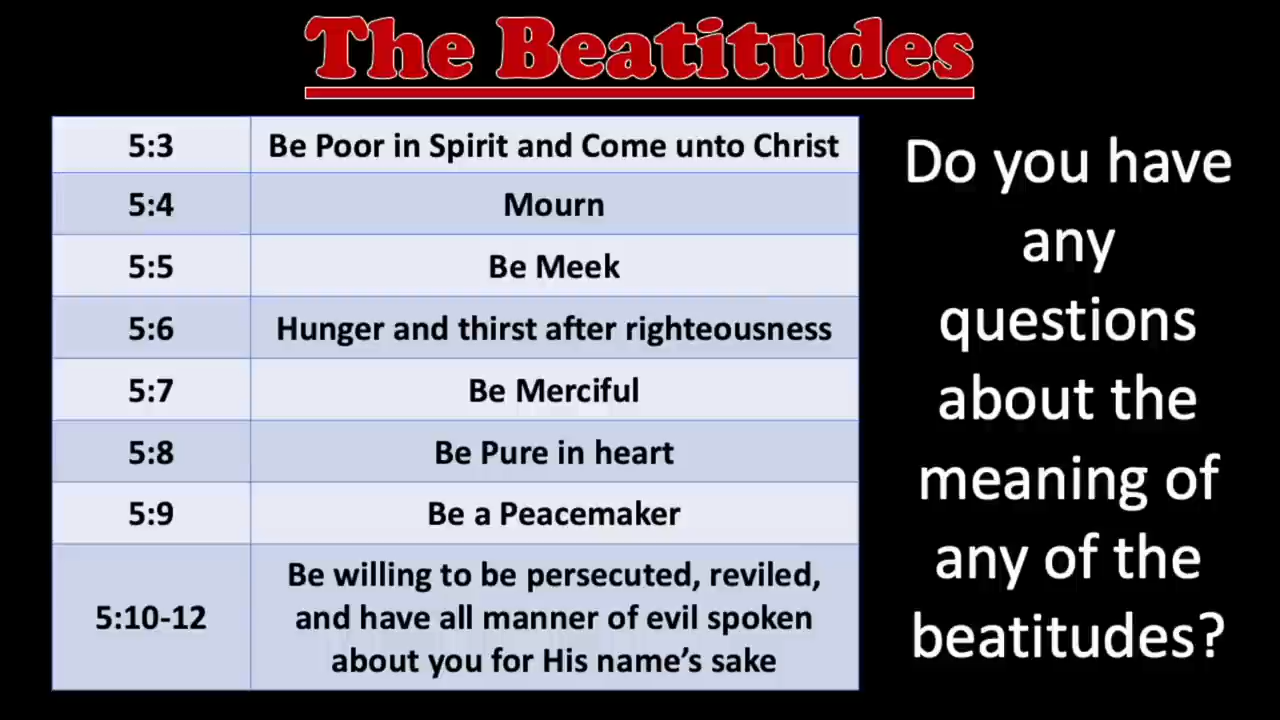 The Beatitudes
5:3 Be Poor in Spirit and Come unto Christ
5:4 Mourn
5:5 Be Meek
5:6 Hunger and thirst after righteousness
5:7 Be Merciful
5:8 Be Pure in heart
5:9 Be a Peacemaker
5:10-12
Be willing to be persecuted, reviled,
and have all manner of evil spoken
about you for His name’s sake
Do you have
any
questions
about the
meaning of
any of the
beatitudes?